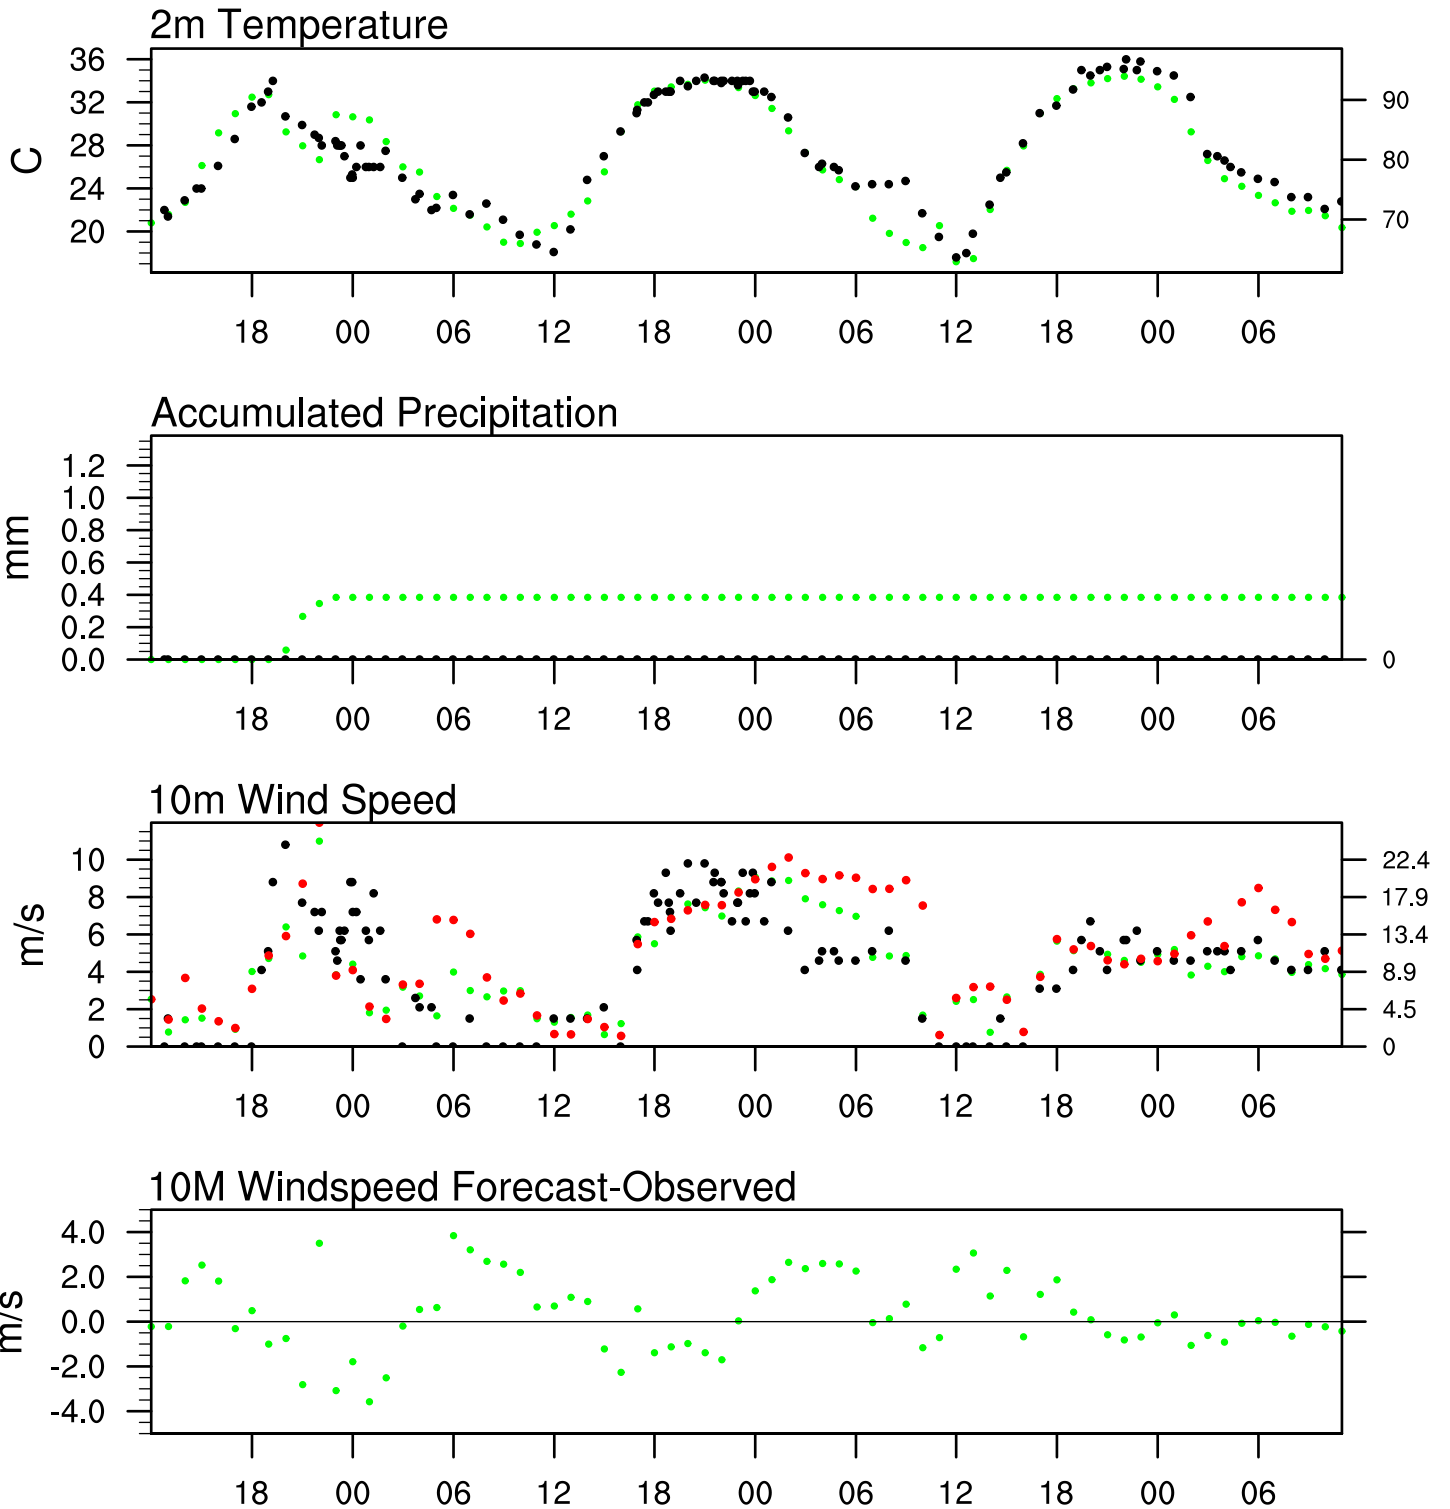 2m Temperature
36
32
28
24
20
C
90
80
70
18 00 06 12 18 00 06 12 18 00 06
Accumulated Precipitation
1.2
1.0
0.8
0.6
0.4
0.2
0.0
mm
0
18 00 06 12 18 00 06 12 18 00 06
10m Wind Speed
10
8
6
4
2
0
m/s
22.4
17.9
13.4
8.9
4.5
0
18 00 06 12 18 00 06 12 18 00 06
10M Windspeed Forecast-Observed
4.0
2.0
0.0
-2.0
-4.0
m/s
18 00 06 12 18 00 06 12 18 00 06